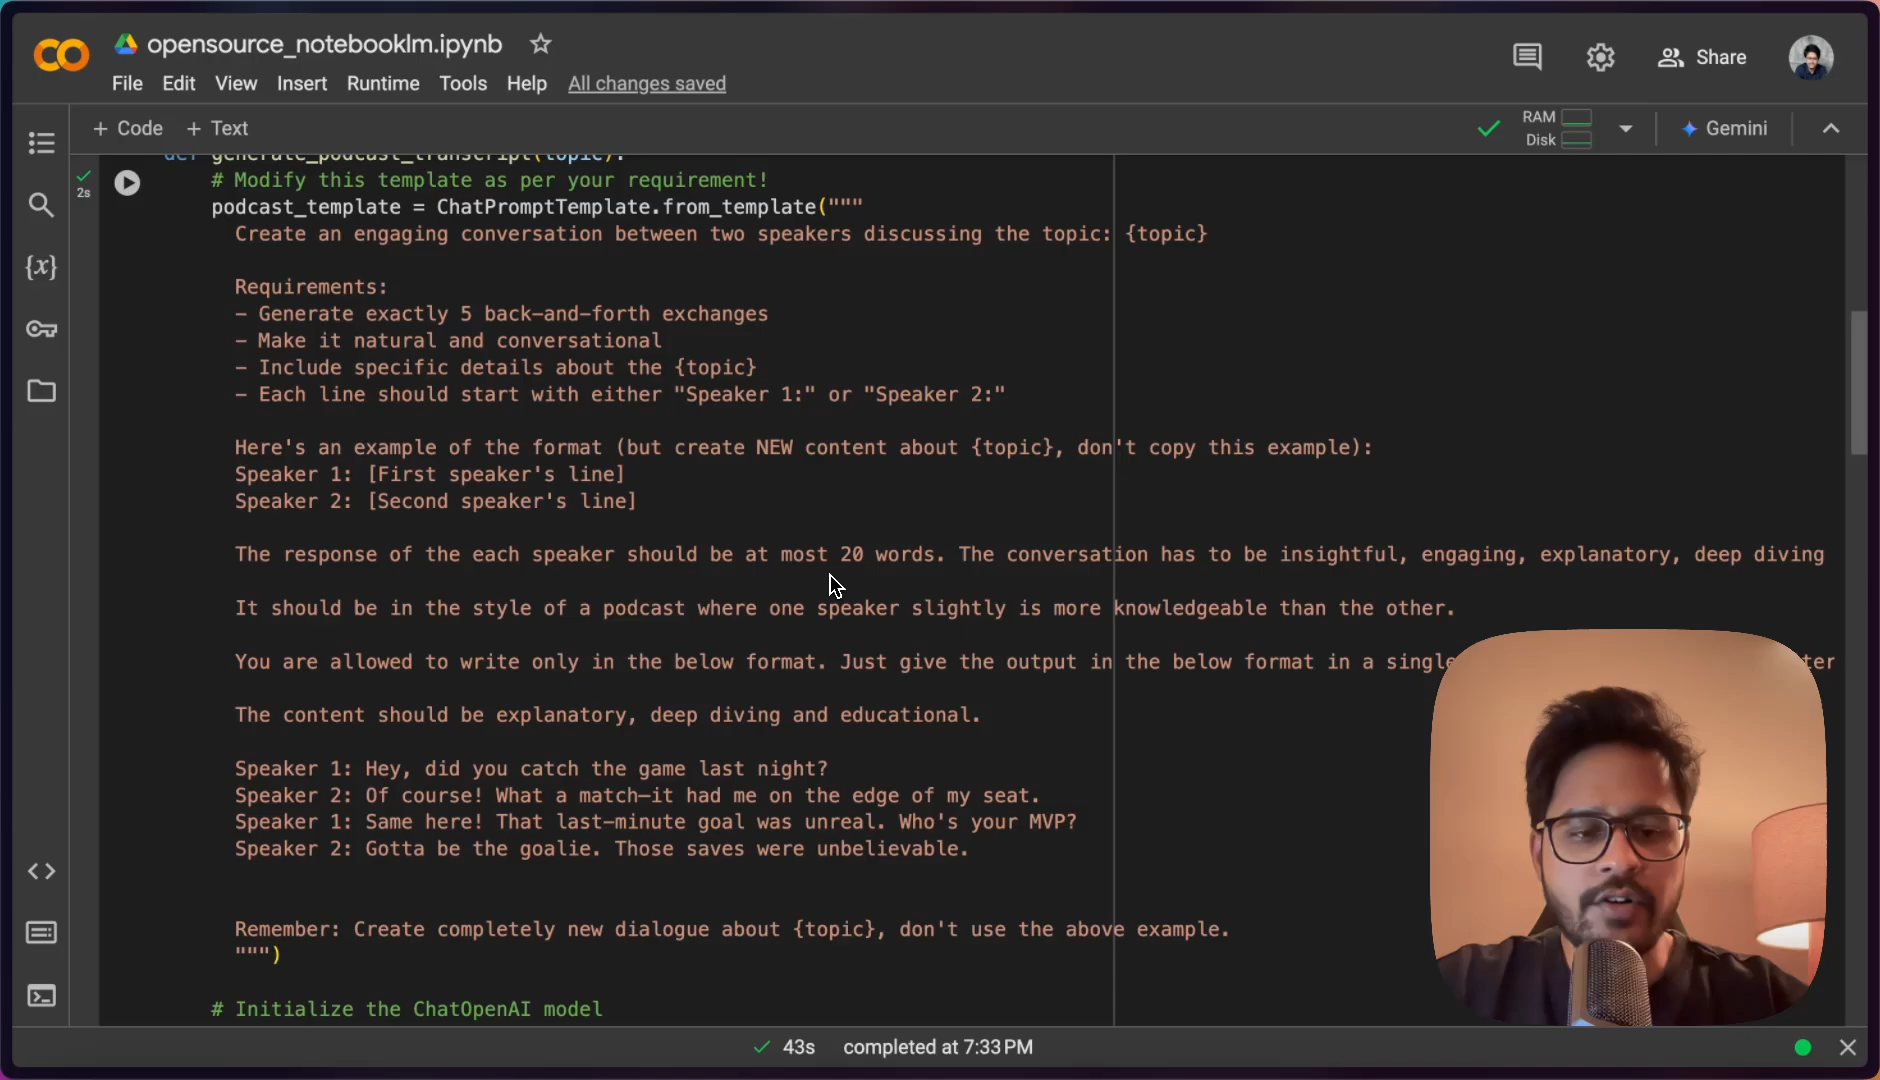 opensource_notebooklm.ipynb
File Edit View Insert Runtime Tools Help All changes saved
Share
+ Code + Text
RAM
Disk
Gemini
def generate_podcast_transcript(topic):
2s
# Modify this template as per your requirement!
podcast_template = ChatPromptTemplate.from_template("""
Create an engaging conversation between two speakers discussing the topic: {topic}
Requirements:
- Generate exactly 5 back-and-forth exchanges
- Make it natural and conversational
- Include specific details about the {topic}
- Each line should start with either "Speaker 1:" or "Speaker 2:"
Here's an example of the format (but create NEW content about {topic}, don't copy this example):
Speaker 1: [First speaker's line]
Speaker 2: [Second speaker's line]
The response of the each speaker should be at most 20 words. The conversation has to be insightful, engaging, explanatory, deep diving
It should be in the style of a podcast where one speaker slightly is more knowledgeable than the other.
You are allowed to write only in the below format. Just give the output in the below format in a single
The content should be explanatory, deep diving and educational.
Speaker 1: Hey, did you catch the game last night?
Speaker 2: Of course! What a match—it had me on the edge of my seat.
Speaker 1: Same here! That last-minute goal was unreal. Who's your MVP?
Speaker 2: Gotta be the goalie. Those saves were unbelievable.
Remember: Create completely new dialogue about {topic}, don't use the above example.
""")
# Initialize the ChatOpenAI model
43s completed at 7:33 PM